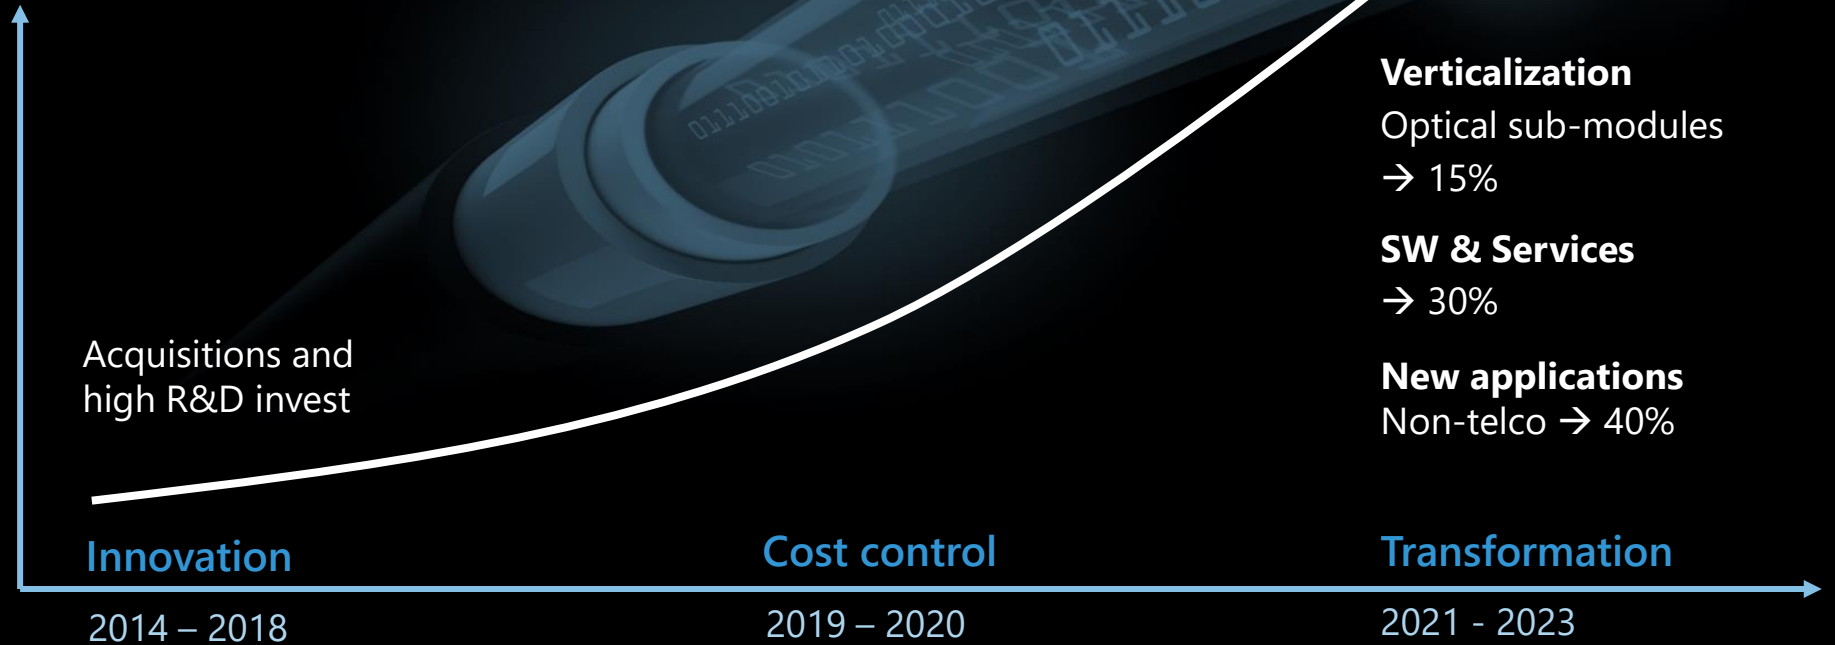 Verticalization
Optical sub-modules
→ 15%
SW & Services
→ 30%
New applications
Non-telco → 40%
Acquisitions and
high R&D invest
Innovation
Cost control
Transformation
2014 – 2018
2019 – 2020
2021 - 2023